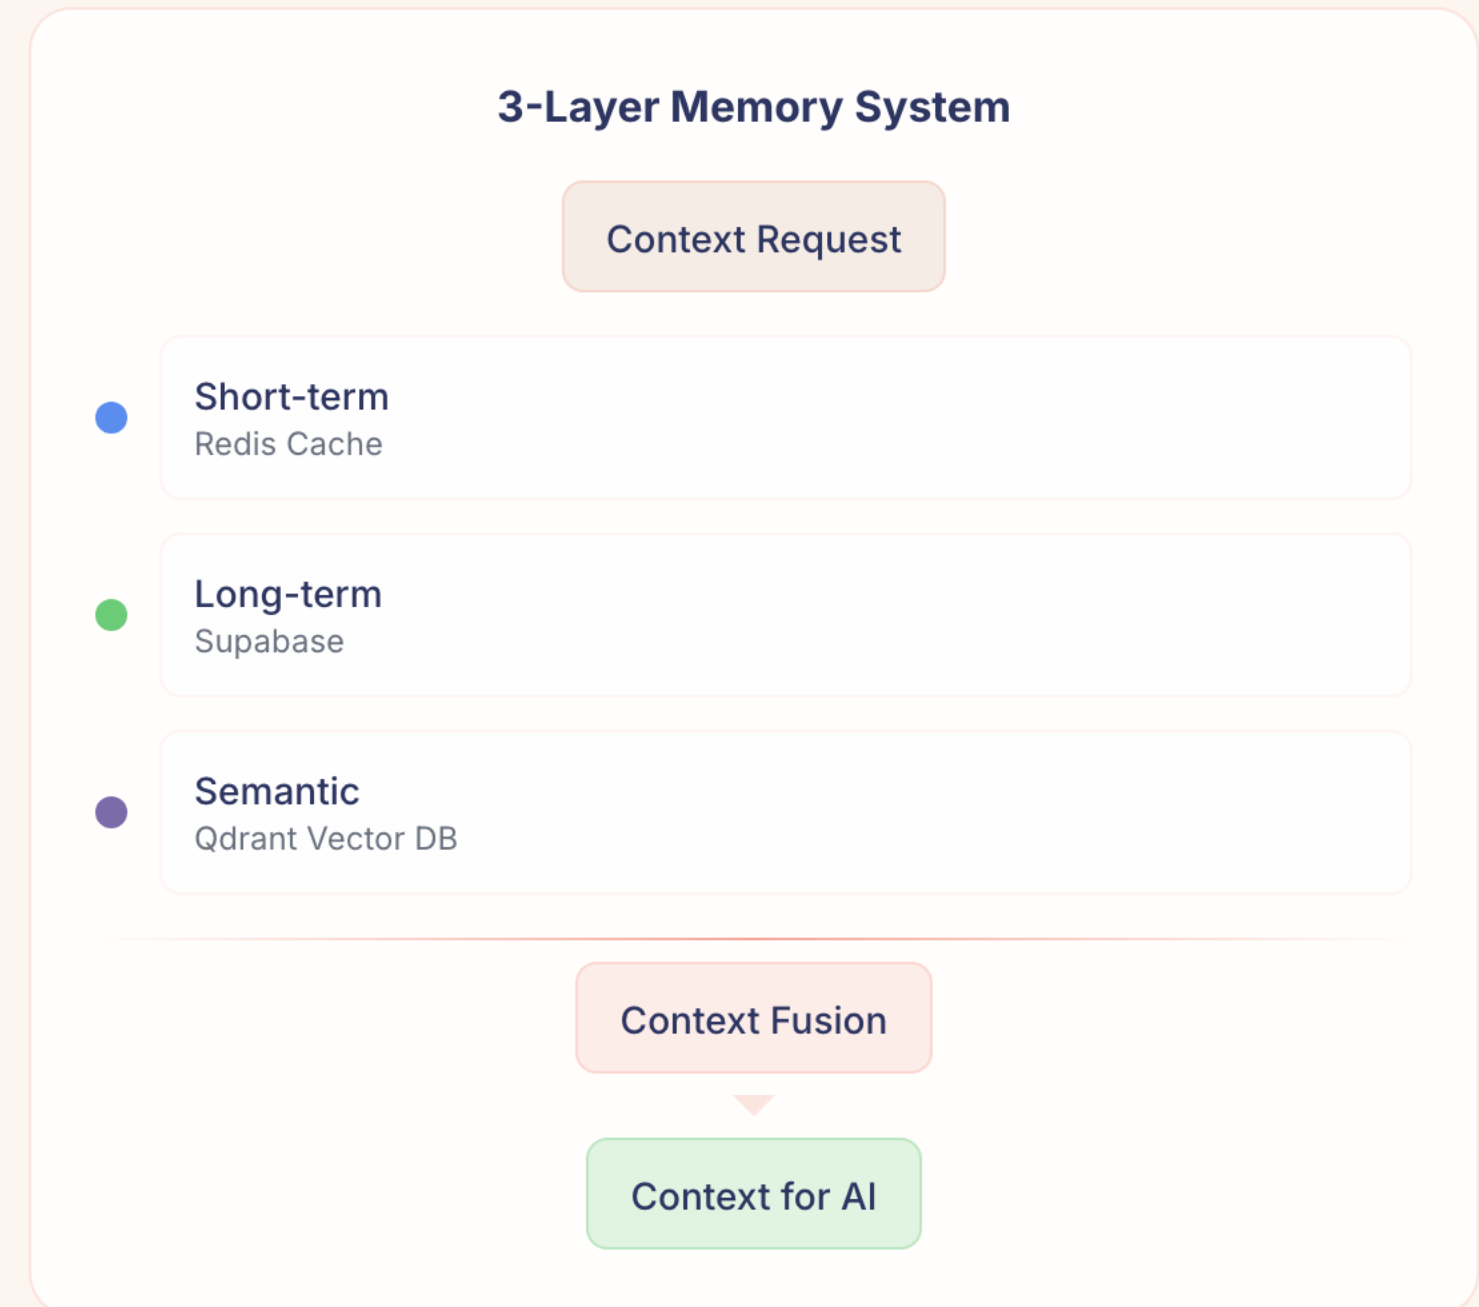 3-Layer Memory System
Context Request
Short-term
Redis Cache
Long-term
Supabase
Semantic
Qdrant Vector DB
Context Fusion
Context for AI